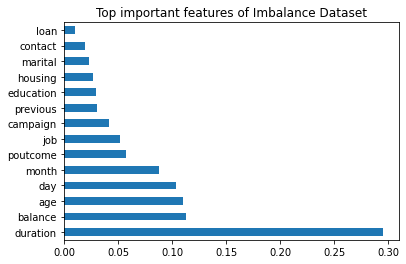 Top important features of Imbalance Dataset
loan
contact
marital
housing
education
previous
campaign
job
poutcome
month
day
age
balance
duration
0.00 0.05 0.10 0.15 0.20 0.25 0.30